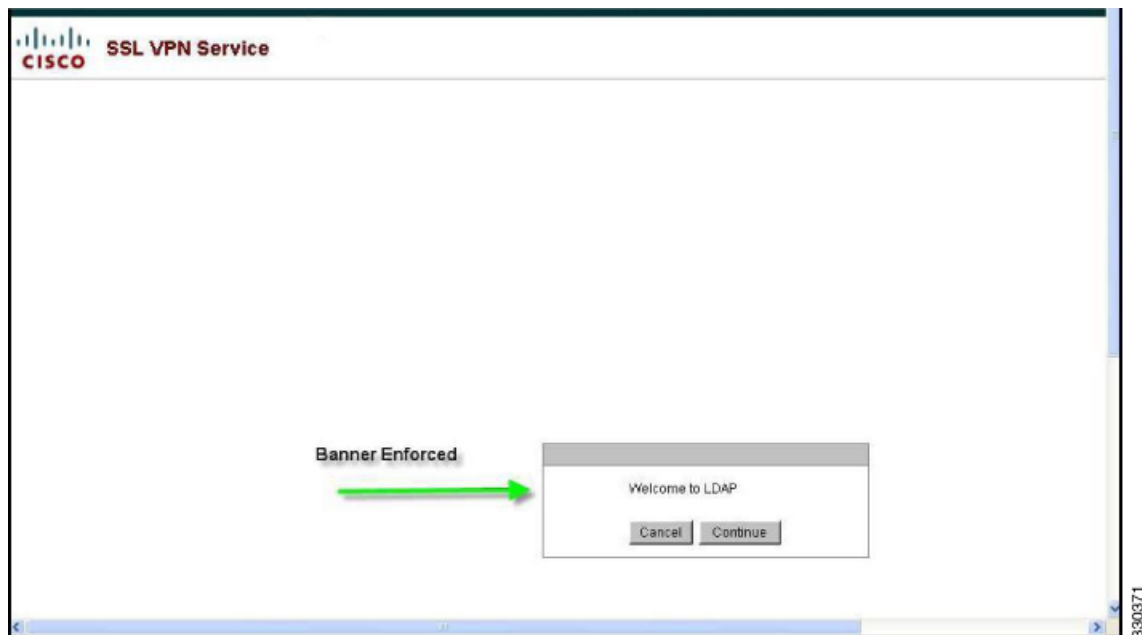 CISCO
SSL VPN Service
Banner Enforced
Welcome to LDAP
Cancel
Continue
330371